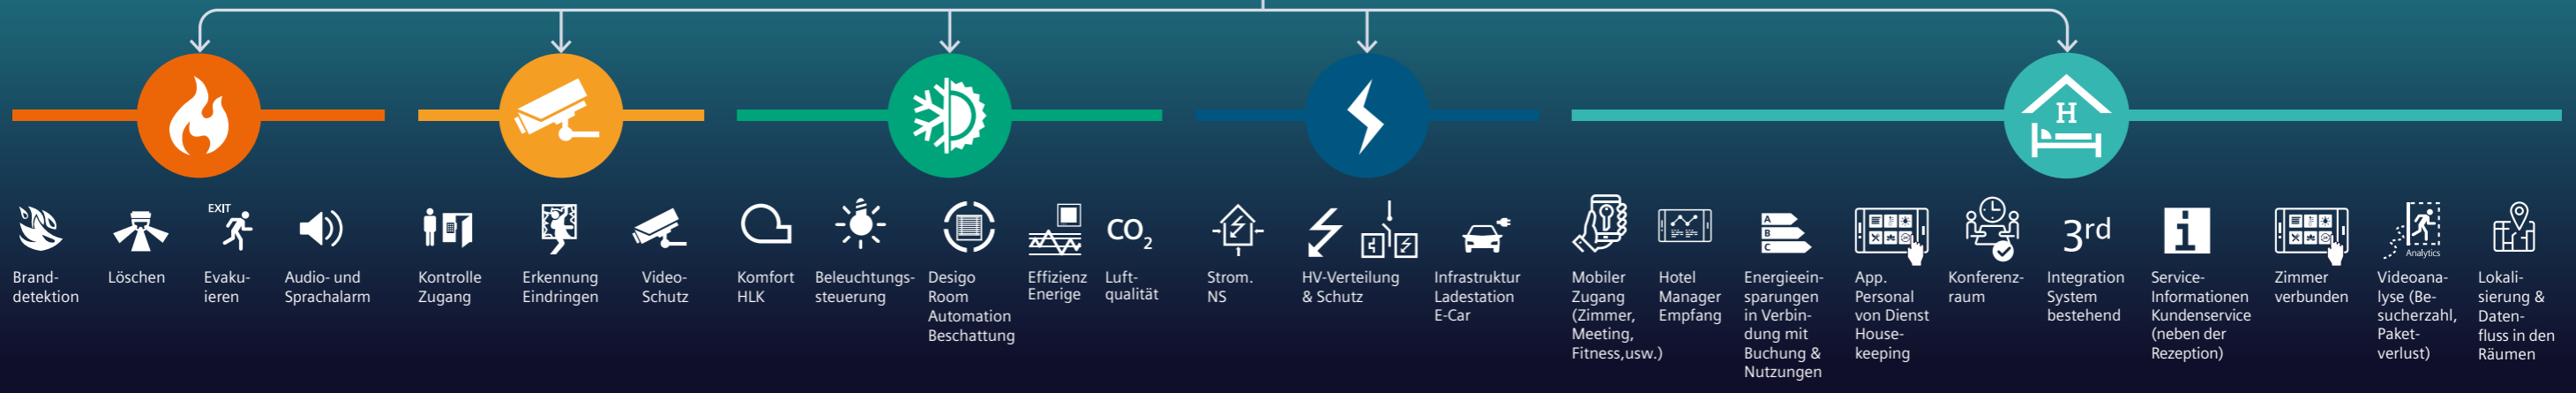 H
Brand-
detektion
Löschen
EXIT
Evaku-
ieren
Audio- und
Sprachalarm
Kontrolle
Zugang
Erkennung
Eindringen
Video-
Schutz
Komfort
HLK
Beleuchtungs-
steuerung
Desigo
Room
Automation
Beschattung
Effizienz
Enerige
CO2
Luft-
qualität
Strom.
NS
HV-Verteilung
& Schutz
Infrastruktur
Ladestation
E-Car
Mobiler
Zugang
(Zimmer,
Meeting,
Fitness,usw.)
Hotel
Manager
Empfang
A
B
C
Energieein-
sparungen
in Verbin-
dung mit
Buchung &
Nutzungen
App.
Personal
von Dienst
House-
keeping
Konferenz-
raum
3rd
Integration
System
bestehend
i
Service-
Informationen
Kundenservice
(neben der
Rezeption)
Zimmer
verbunden
Analytics
Videoana-
lyse (Be-
sucherzahl,
Paket-
verlust)
Lokali-
sierung &
Daten-
fluss in den
Räumen